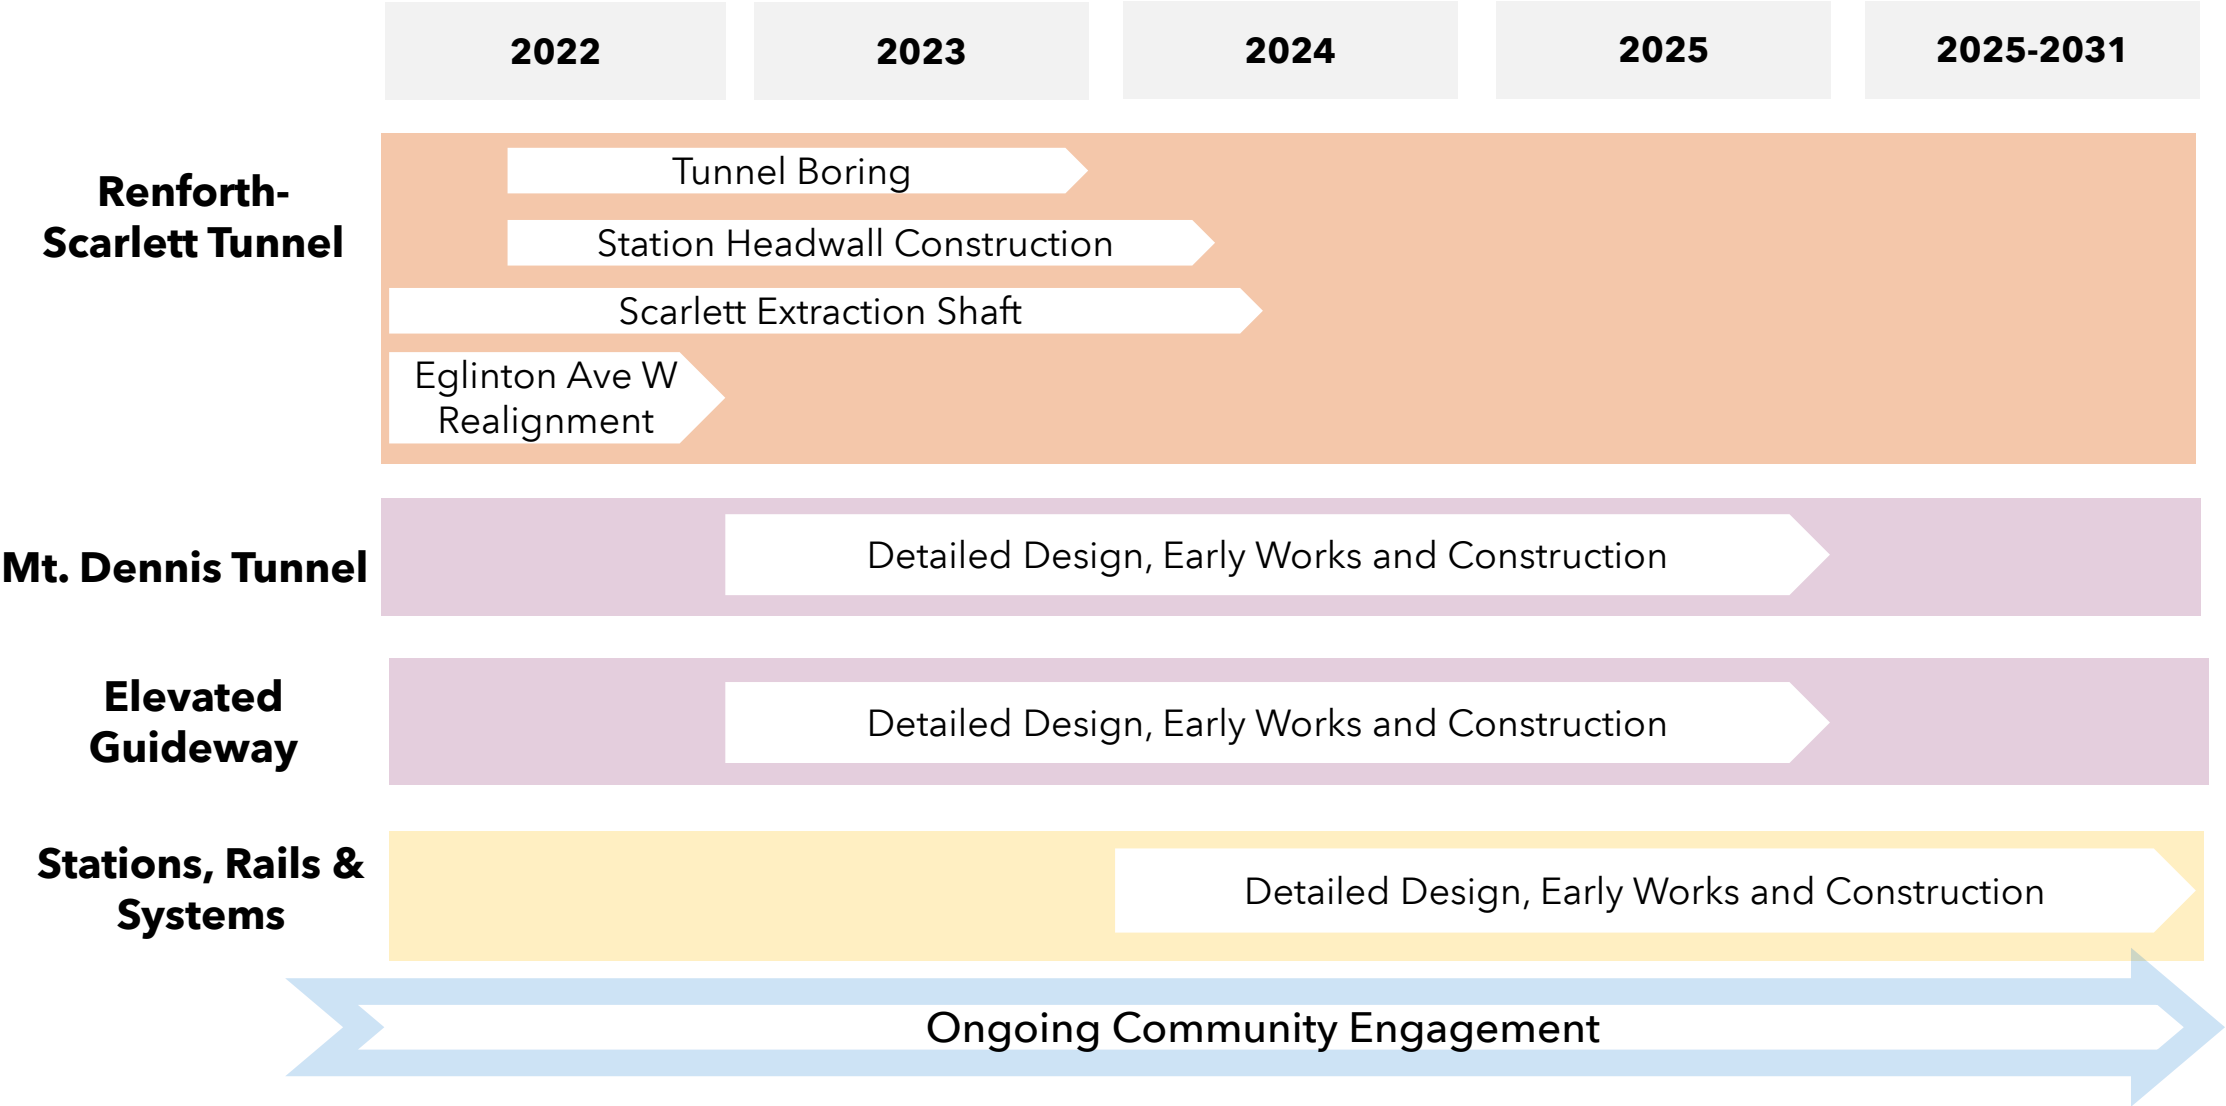 2022
2023
2024
2025
2025-2031
Renforth-
Scarlett Tunnel
Tunnel Boring
Station Headwall Construction
Scarlett Extraction Shaft
Eglinton Ave W
Realignment
Mt. Dennis Tunnel
Detailed Design, Early Works and Construction
Elevated
Guideway
Detailed Design, Early Works and Construction
Stations, Rails &
Systems
Detailed Design, Early Works and Construction
Ongoing Community Engagement